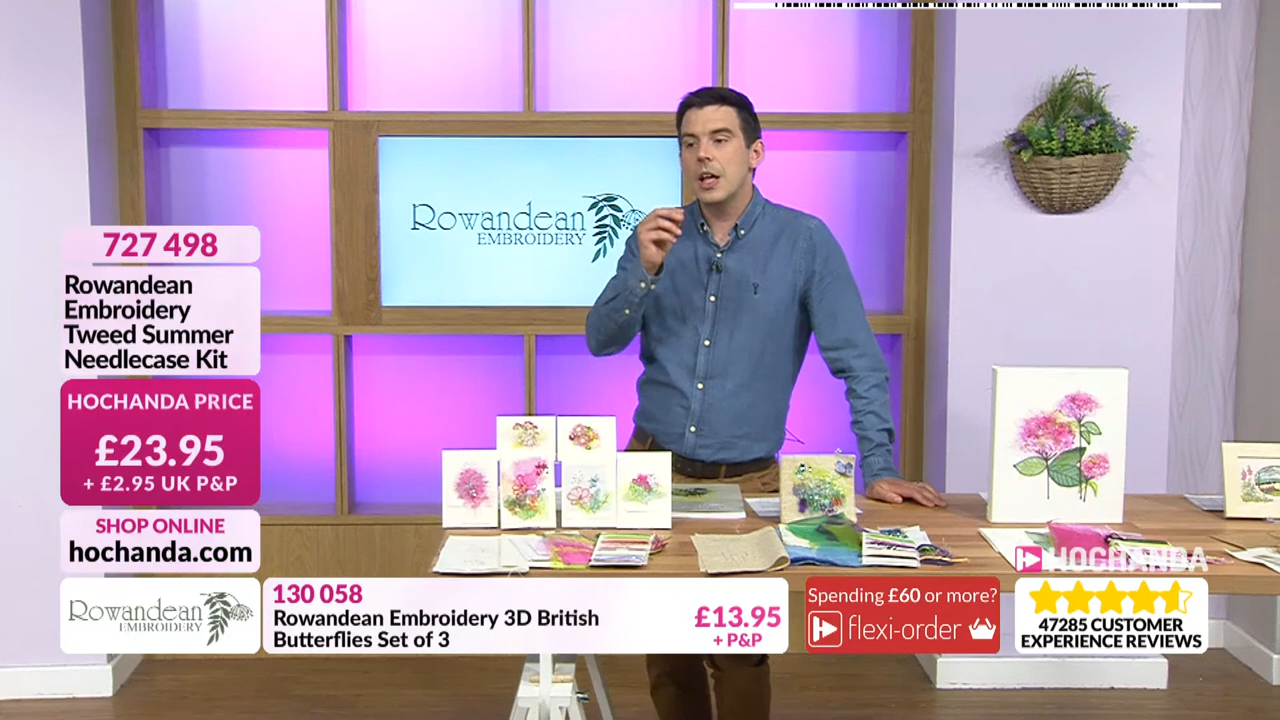 Rowandean
EMBROIDERY
727 498
Rowandean
Embroidery
Tweed Summer
Needlecase Kit
HOCHANDA PRICE
£23.95
+ £2.95 UK P&P
SHOP ONLINE
hochanda.com
Rowandean
EMBROIDERY
130 058
Rowandean Embroidery 3D British
Butterflies Set of 3
£13.95
+ P&P
Spending £60 or more?
flexi-order
HOCHANDA
47285 CUSTOMER
EXPERIENCE REVIEWS